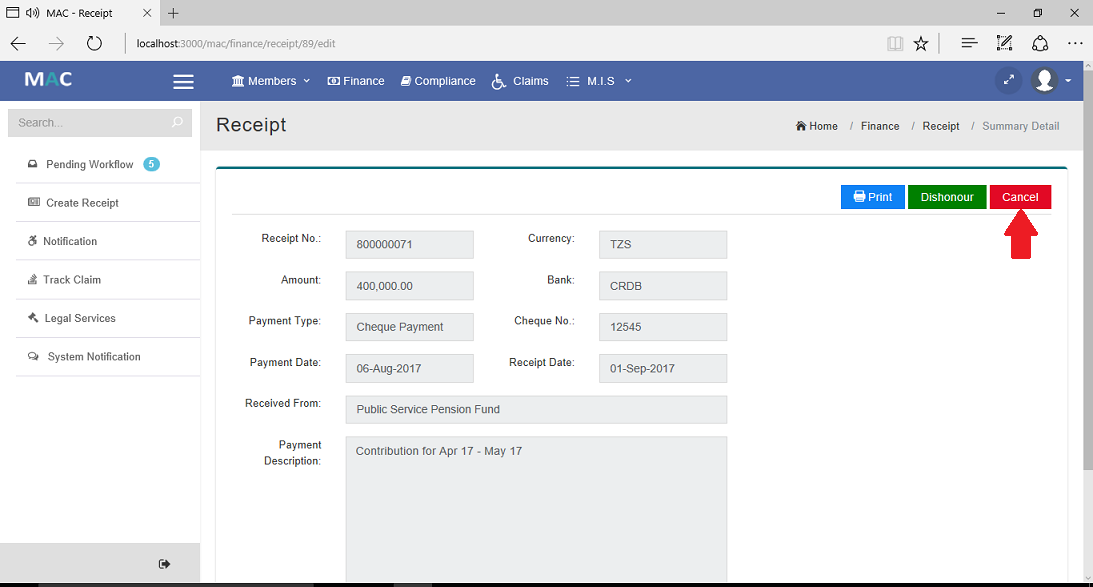 MAC - Receipt
localhost:3000/mac/finance/receipt/89/edit
MAC
Members
Finance
Compliance
Claims
M.I.S
Search...
Receipt
Home / Finance / Receipt / Summary Detail
Pending Workflow 5
Create Receipt
Notification
Track Claim
Legal Services
System Notification
Print
Dishonour
Cancel
Receipt No.: 800000071
Currency: TZS
Amount: 400,000.00
Bank: CRDB
Payment Type: Cheque Payment
Cheque No.: 12545
Payment Date: 06-Aug-2017
Receipt Date: 01-Sep-2017
Received From: Public Service Pension Fund
Payment
Description:
Contribution for Apr 17 - May 17